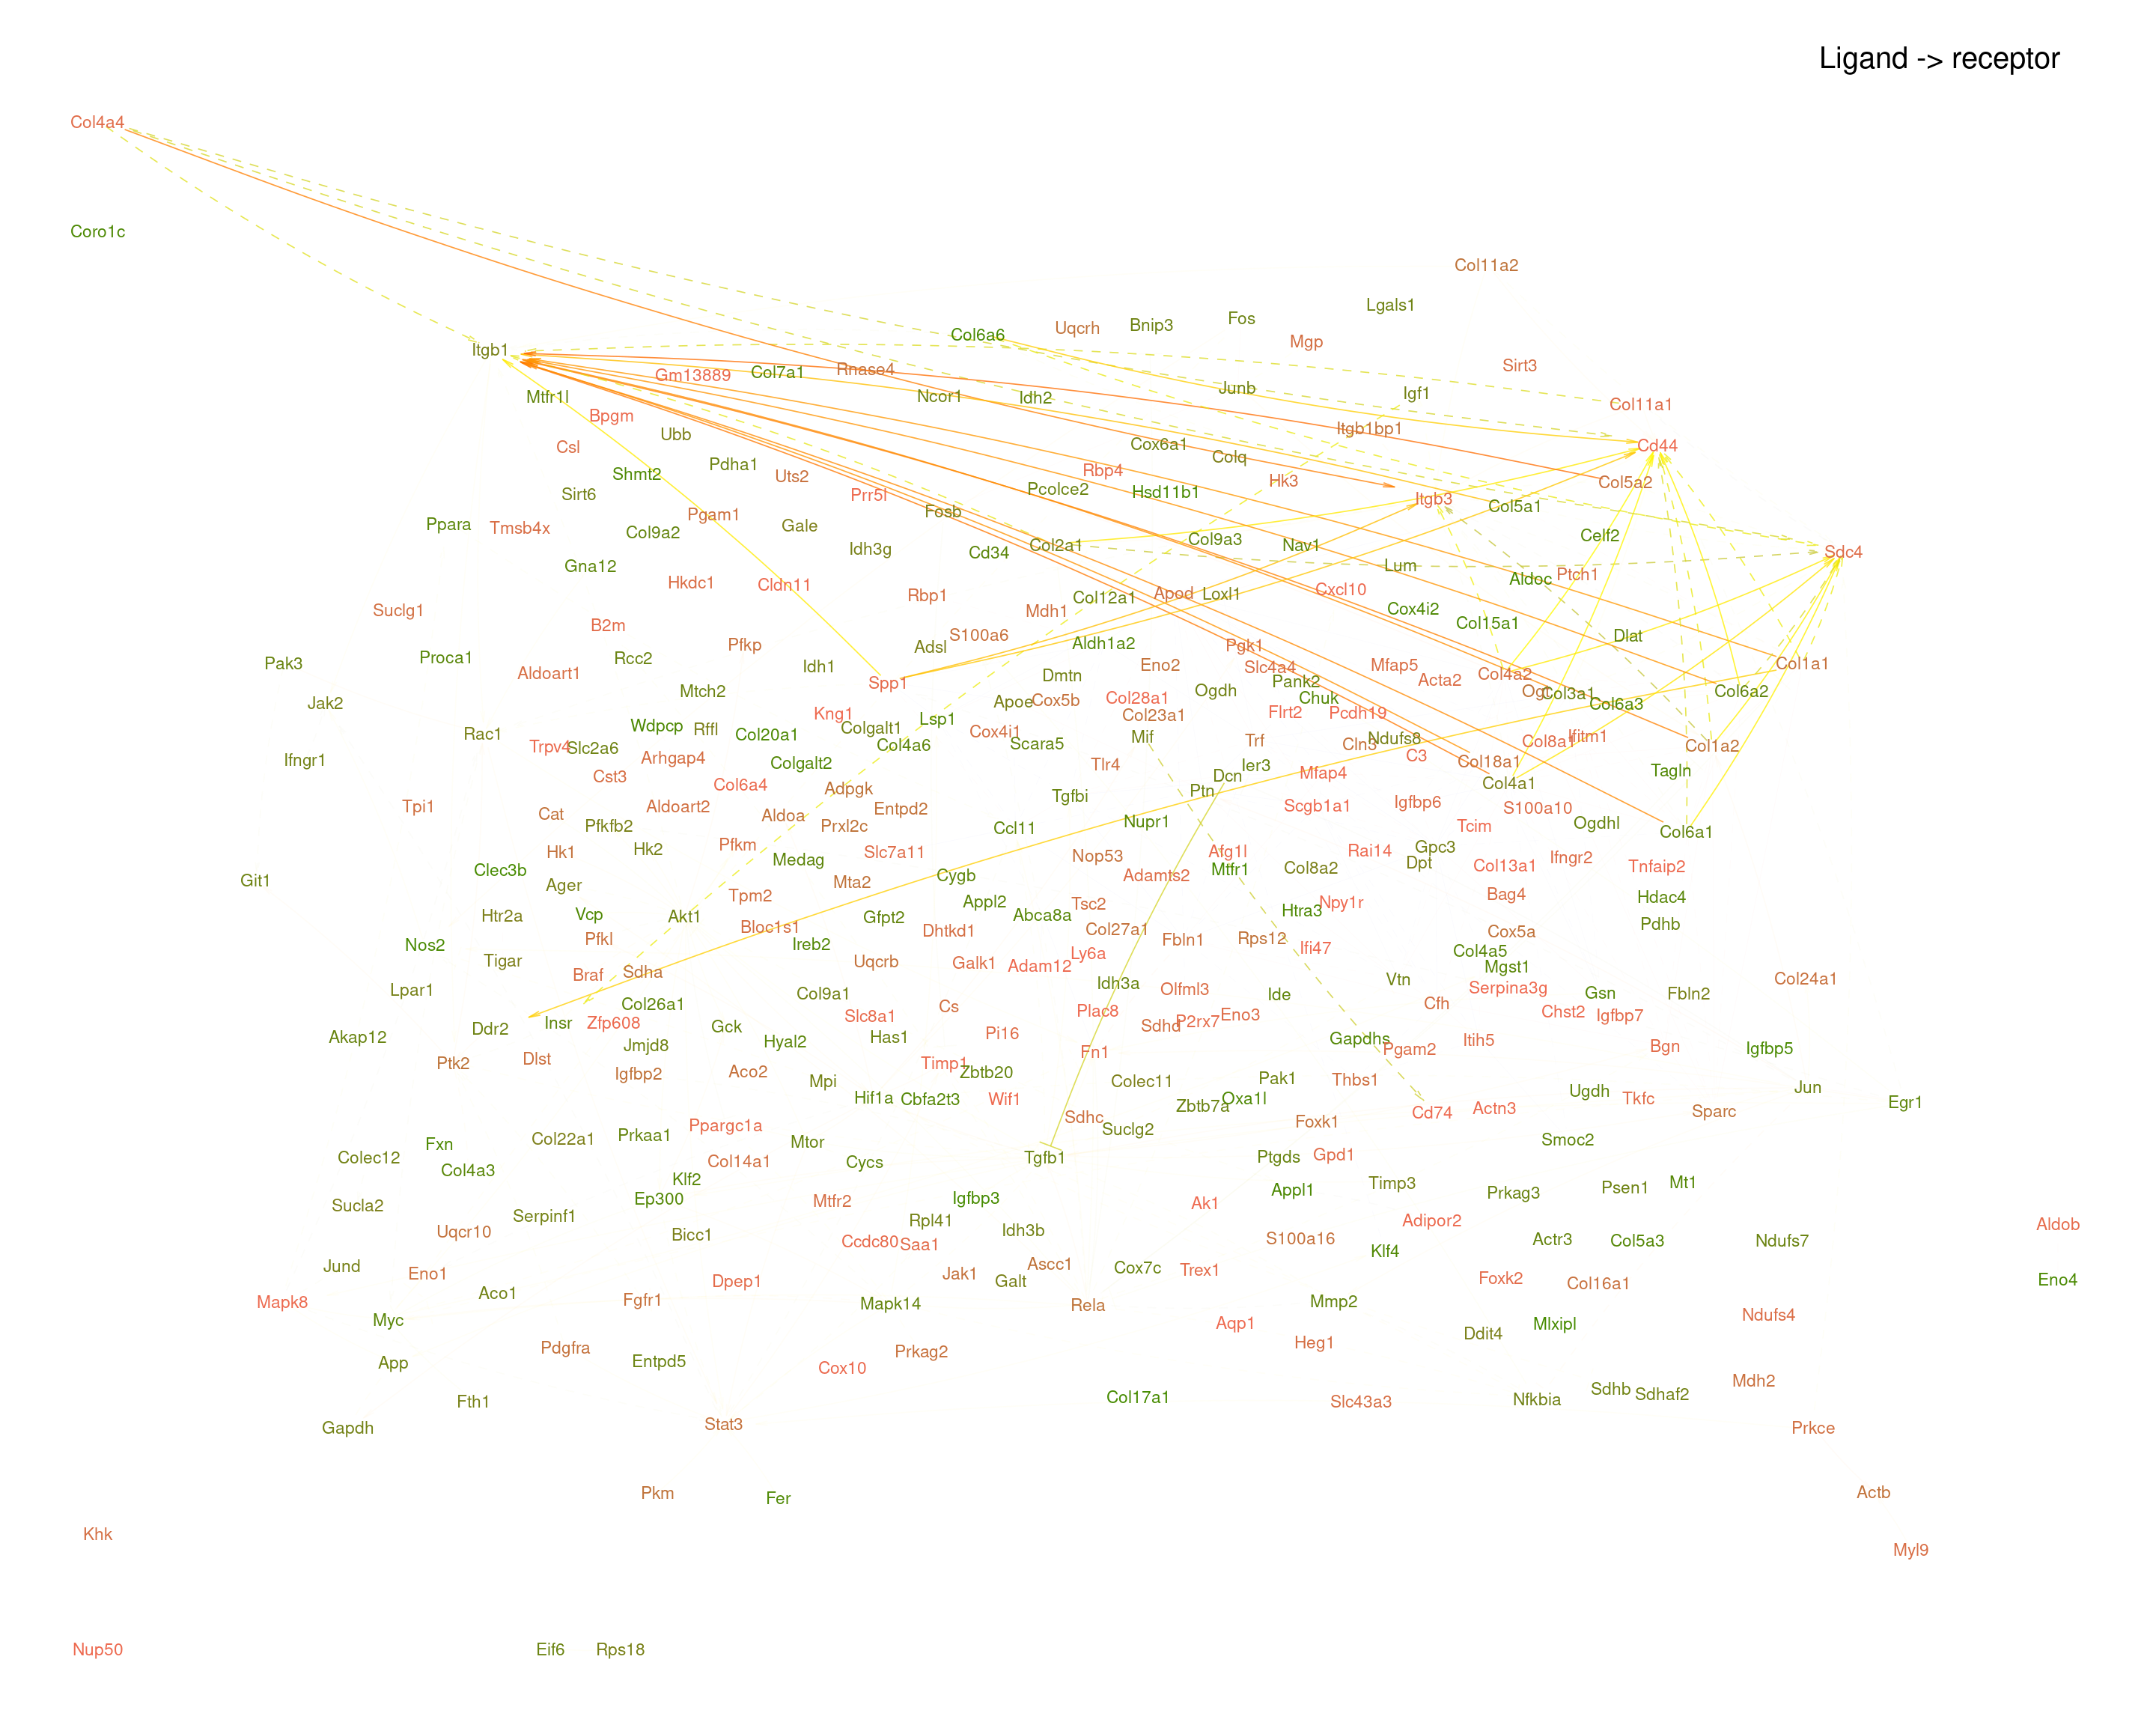 Ligand -> receptor
Col4a4
Coro1c
Col11a2
Lgals1
Fos
Bnip3
Uqcrh
Col6a6
Mgp
Itgb1
Sirt3
Rnase4
Col7a1
Gm13889
Junb
Igf1
Ncor1
Idh2
Mtfr1l
Col11a1
Bpgm
Itgb1bp1
Ubb
Cox6a1
Cd44
Csl
Colq
Pdha1
Rbp4
Shmt2
Uts2
Hk3
Col5a2
Pcolce2
Hsd11b1
Sirt6
Prr5l
Itgb3
Col5a1
Pgam1
Fosb
Ppara
Tmsb4x
Gale
Col9a2
Celf2
Col9a3
Nav1
Col2a1
Idh3g
Cd34
Sdc4
Gna12
Lum
Ptch1
Aldoc
Hkdc1
Cldn11
Cxcl10
Apod
Loxl1
Rbp1
Col12a1
Suclg1
Mdh1
Cox4i2
Col15a1
B2m
S100a6
Dlat
Pfkp
Adsl
Aldh1a2
Pgk1
Proca1
Rcc2
Pak3
Idh1
Eno2
Slc4a4
Mfap5
Col1a1
Aldoart1
Dmtn
Col4a2
Spp1
Pank2
Acta2
Mtch2
Ogdh
Col3a1
Col6a2
Jak2
Apoe
Cox5b
Col28a1
Chuk
Col6a3
Kng1
Lsp1
Col23a1
Flrt2
Pcdh19
Wdpcp
Rffl
Colgalt1
Cox4i1
Rac1
Col20a1
Mif
Ifitm1
Ndufs8
Trpv4
Slc2a6
Col4a6
Scara5
Trf
Cln3
Col8a1
Col1a2
Ifngr1
Arhgap4
Colgalt2
Tlr4
Ier3
C3
Col18a1
Cst3
Col6a4
Dcn
Mfap4
Tagln
Adpgk
Ptn
Col4a1
Tpi1
Cat
Aldoart2
Aldoa
Entpd2
Tgfbi
Scgb1a1
Igfbp6
S100a10
Pfkfb2
Prxl2c
Ccl11
Nupr1
Tcim
Ogdhl
Col6a1
Hk1
Hk2
Pfkm
Medag
Slc7a11
Nop53
Afg1l
Rai14
Gpc3
Ifngr2
Clec3b
Mtfr1
Col8a2
Dpt
Col13a1
Tnfaip2
Git1
Ager
Mta2
Cygb
Adamts2
Tpm2
Bag4
Hdac4
Htr2a
Vcp
Akt1
Gfpt2
Appl2
Abca8a
Tsc2
Htra3
Npy1r
Pdhb
Bloc1s1
Dhtkd1
Col27a1
Cox5a
Nos2
Pfkl
Ireb2
Fbln1
Rps12
Ifi47
Tigar
Uqcrb
Galk1
Adam12
Ly6a
Col4a5
Mgst1
Braf
Sdha
Idh3a
Vtn
Col24a1
Lpar1
Col26a1
Col9a1
Cs
Olfml3
Ide
Serpina3g
Gsn
Fbln2
Cfh
Slc8a1
Plac8
Chst2
Igfbp7
Akap12
Ddr2
Insr
Zfp608
Gck
Has1
Pi16
Sdhd
P2rx7
Eno3
Jmjd8
Hyal2
Gapdhs
Itih5
Pgam2
Bgn
Igfbp5
Ptk2
Dlst
Igfbp2
Aco2
Timp1
Zbtb20
Fn1
Mpi
Colec11
Pak1
Thbs1
Jun
Hif1a
Cbfa2t3
Wif1
Zbtb7a
Oxa1l
Ugdh
Tkfc
Egr1
Cd74
Actn3
Sparc
Sdhc
Foxk1
Ppargc1a
Suclg2
Fxn
Col22a1
Prkaa1
Mtor
Smoc2
Colec12
Col4a3
Col14a1
Cycs
Tgfb1
Ptgds
Gpd1
Klf2
Timp3
Mt1
Sucla2
Ep300
Mtfr2
Igfbp3
Ak1
Appl1
Prkag3
Psen1
Serpinf1
Rpl41
Adipor2
Aldob
Uqcr10
Bicc1
Idh3b
Ccdc80
Saa1
S100a16
Klf4
Actr3
Col5a3
Ndufs7
Jund
Eno1
Dpep1
Jak1
Galt
Ascc1
Cox7c
Trex1
Foxk2
Col16a1
Eno4
Mapk8
Aco1
Fgfr1
Mapk14
Rela
Mmp2
Myc
Aqp1
Ndufs4
Pdgfra
Prkag2
Heg1
Ddit4
Mlxipl
App
Entpd5
Cox10
Fth1
Col17a1
Slc43a3
Nfkbia
Sdhb
Sdhaf2
Mdh2
Gapdh
Stat3
Prkce
Pkm
Fer
Actb
Khk
Myl9
Nup50
Eif6
Rps18